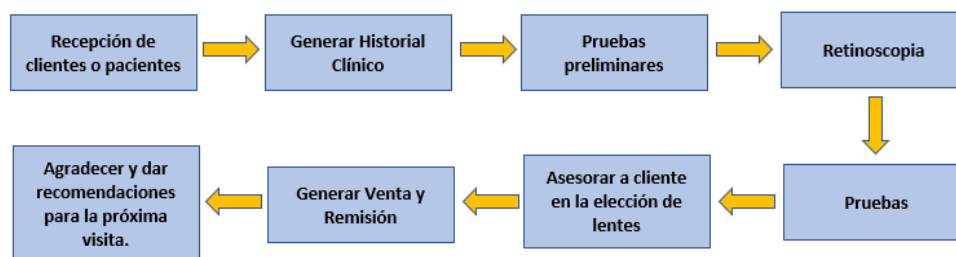 Recepción de
clientes o pacientes
Generar Historial
Clínico
Pruebas
preliminares
Retinoscopia
Pruebas
Asesorar a cliente
en la elección de
lentes
Generar Venta y
Remisión
Agradecer y dar
recomendaciones
para la próxima
visita.